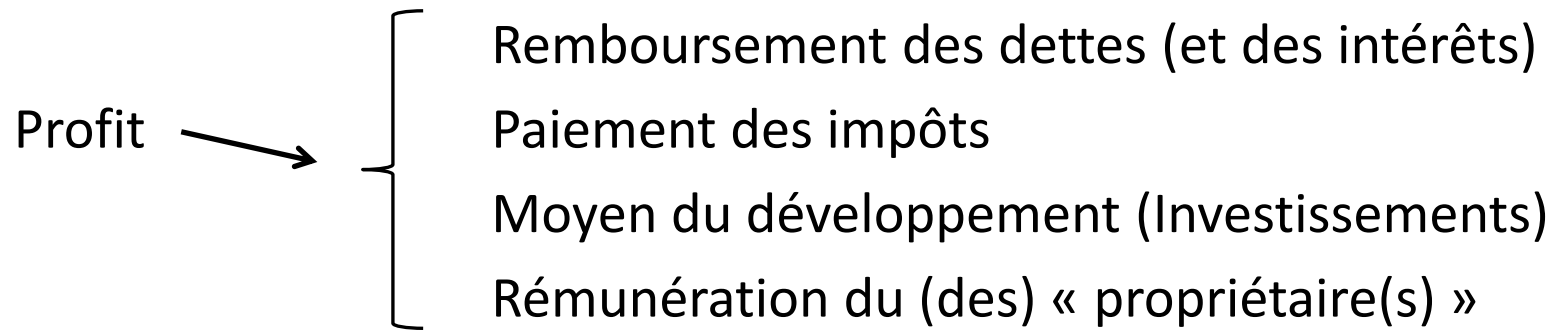 Profit
Remboursement des dettes (et des intérêts)
Paiement des impôts
Moyen du développement (Investissements)
Rémunération du (des) « propriétaire(s) »